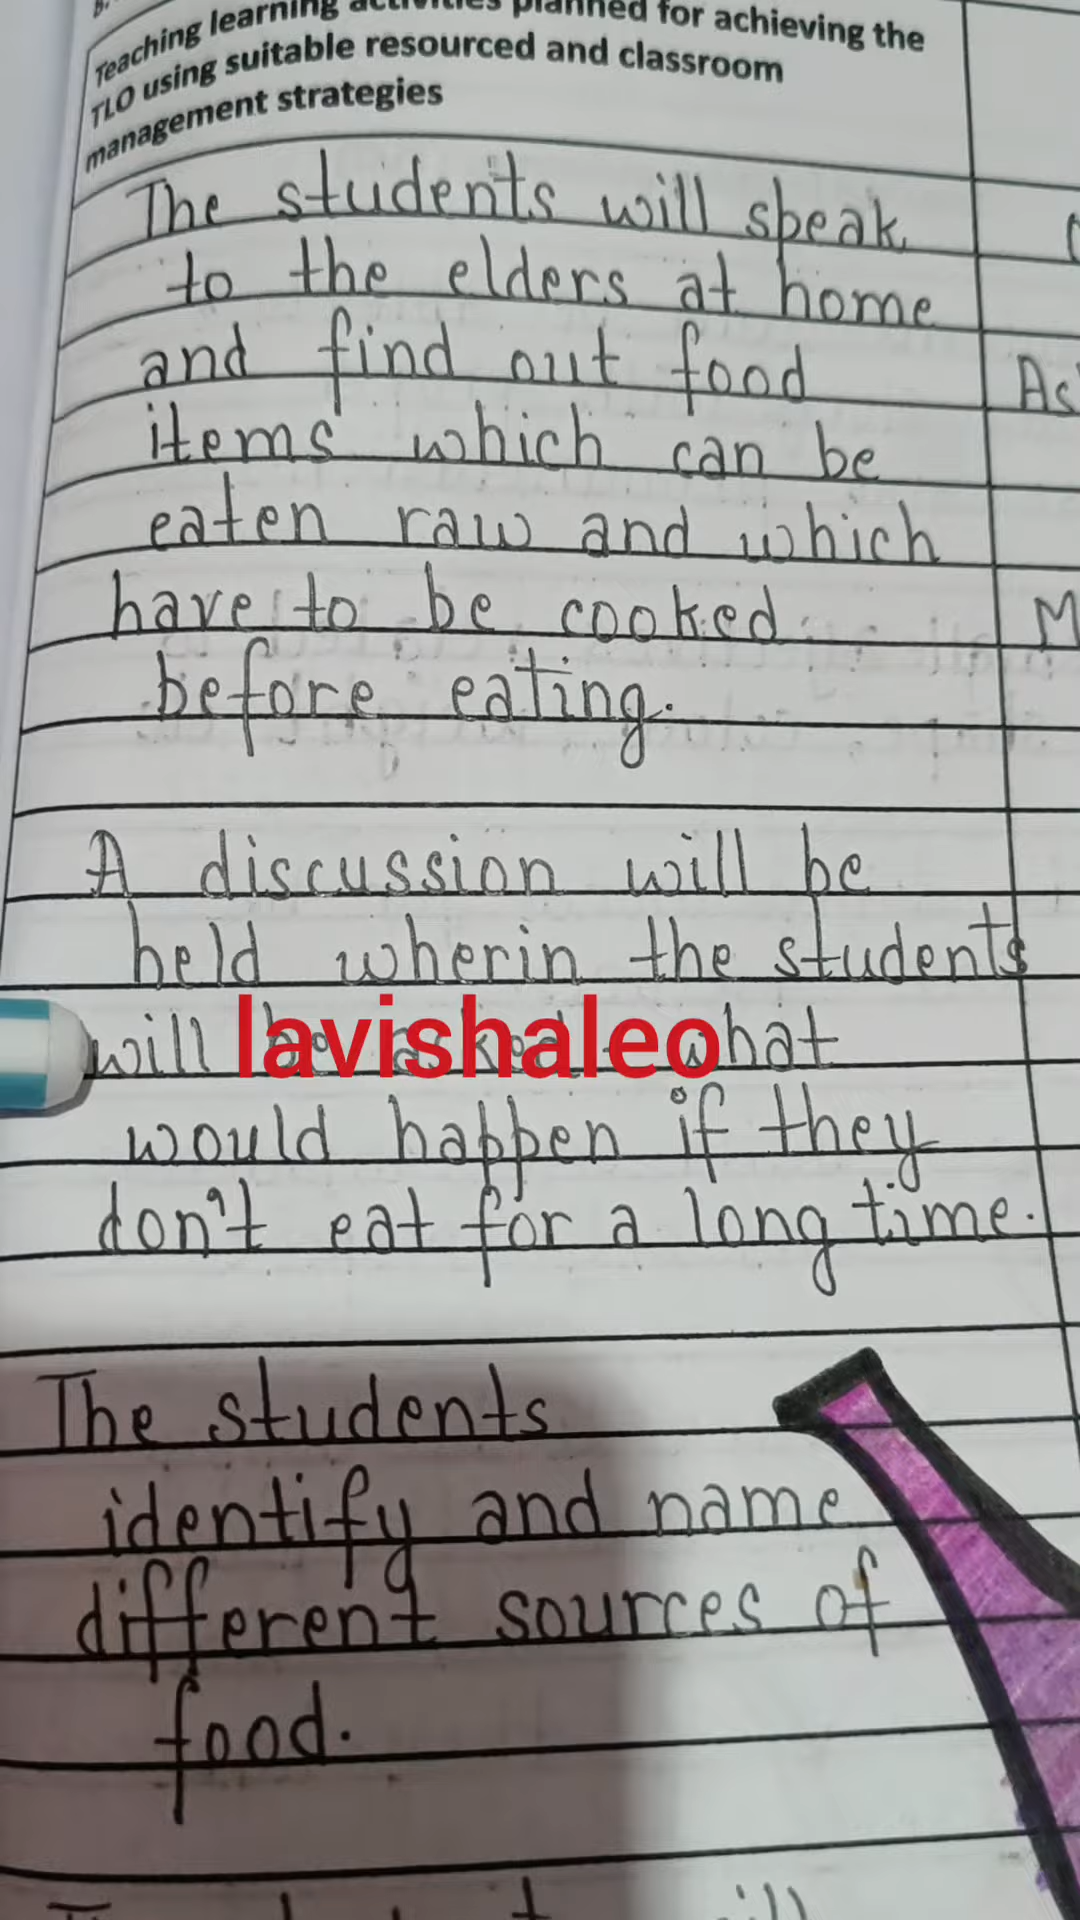 Teaching learning activities planned for achieving the
TLO using suitable resourced and classroom
management strategies
The students will speak
to the elders at home
and find out food
items which can be
eaten raw and which
have to be cooked
before eating.
A discussion will be
held wherin the students
will be asked what
lavishaleo
would happen if they
don't eat for a long time.
The students
identify and name
different sources of
food.